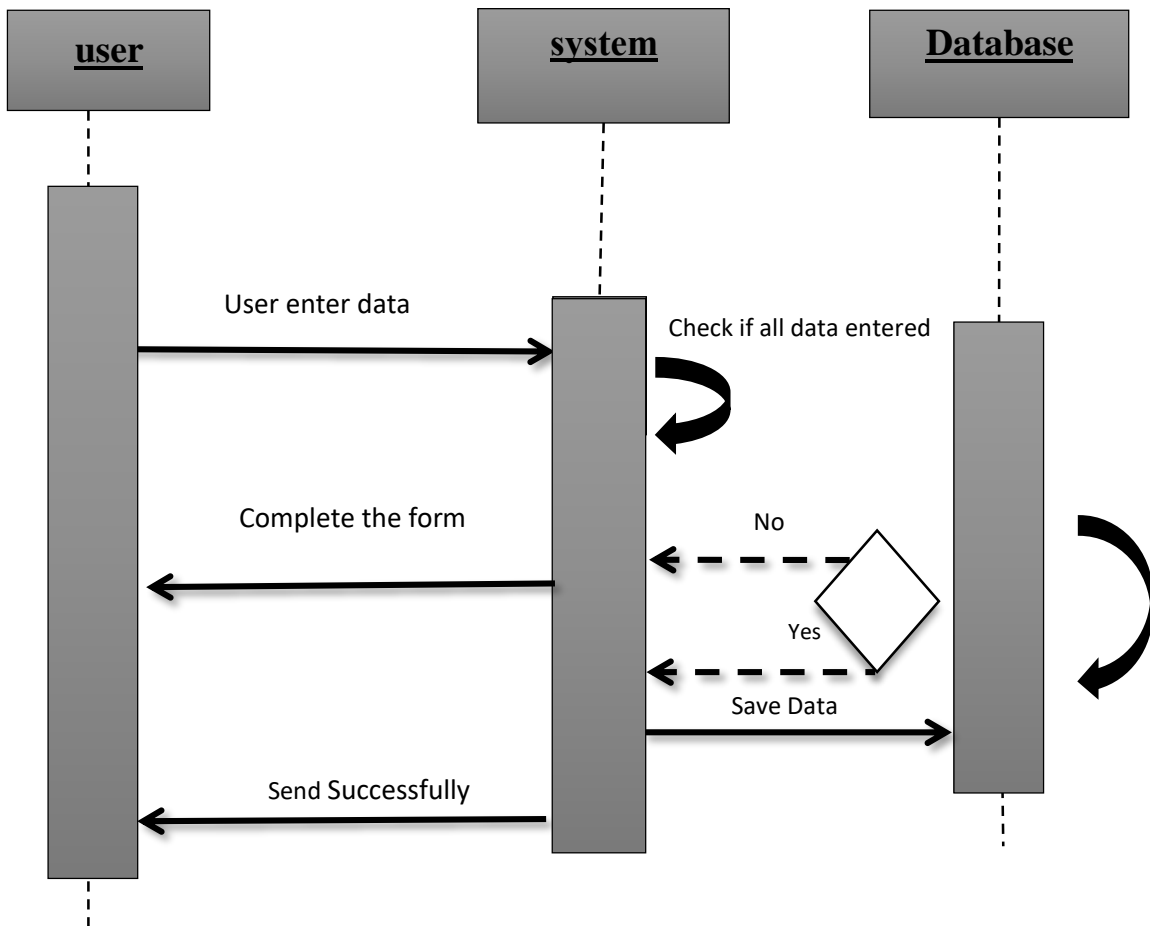 user
system
Database
User enter data
Check if all data entered
Complete the form
No
Yes
Save Data
Send Successfully